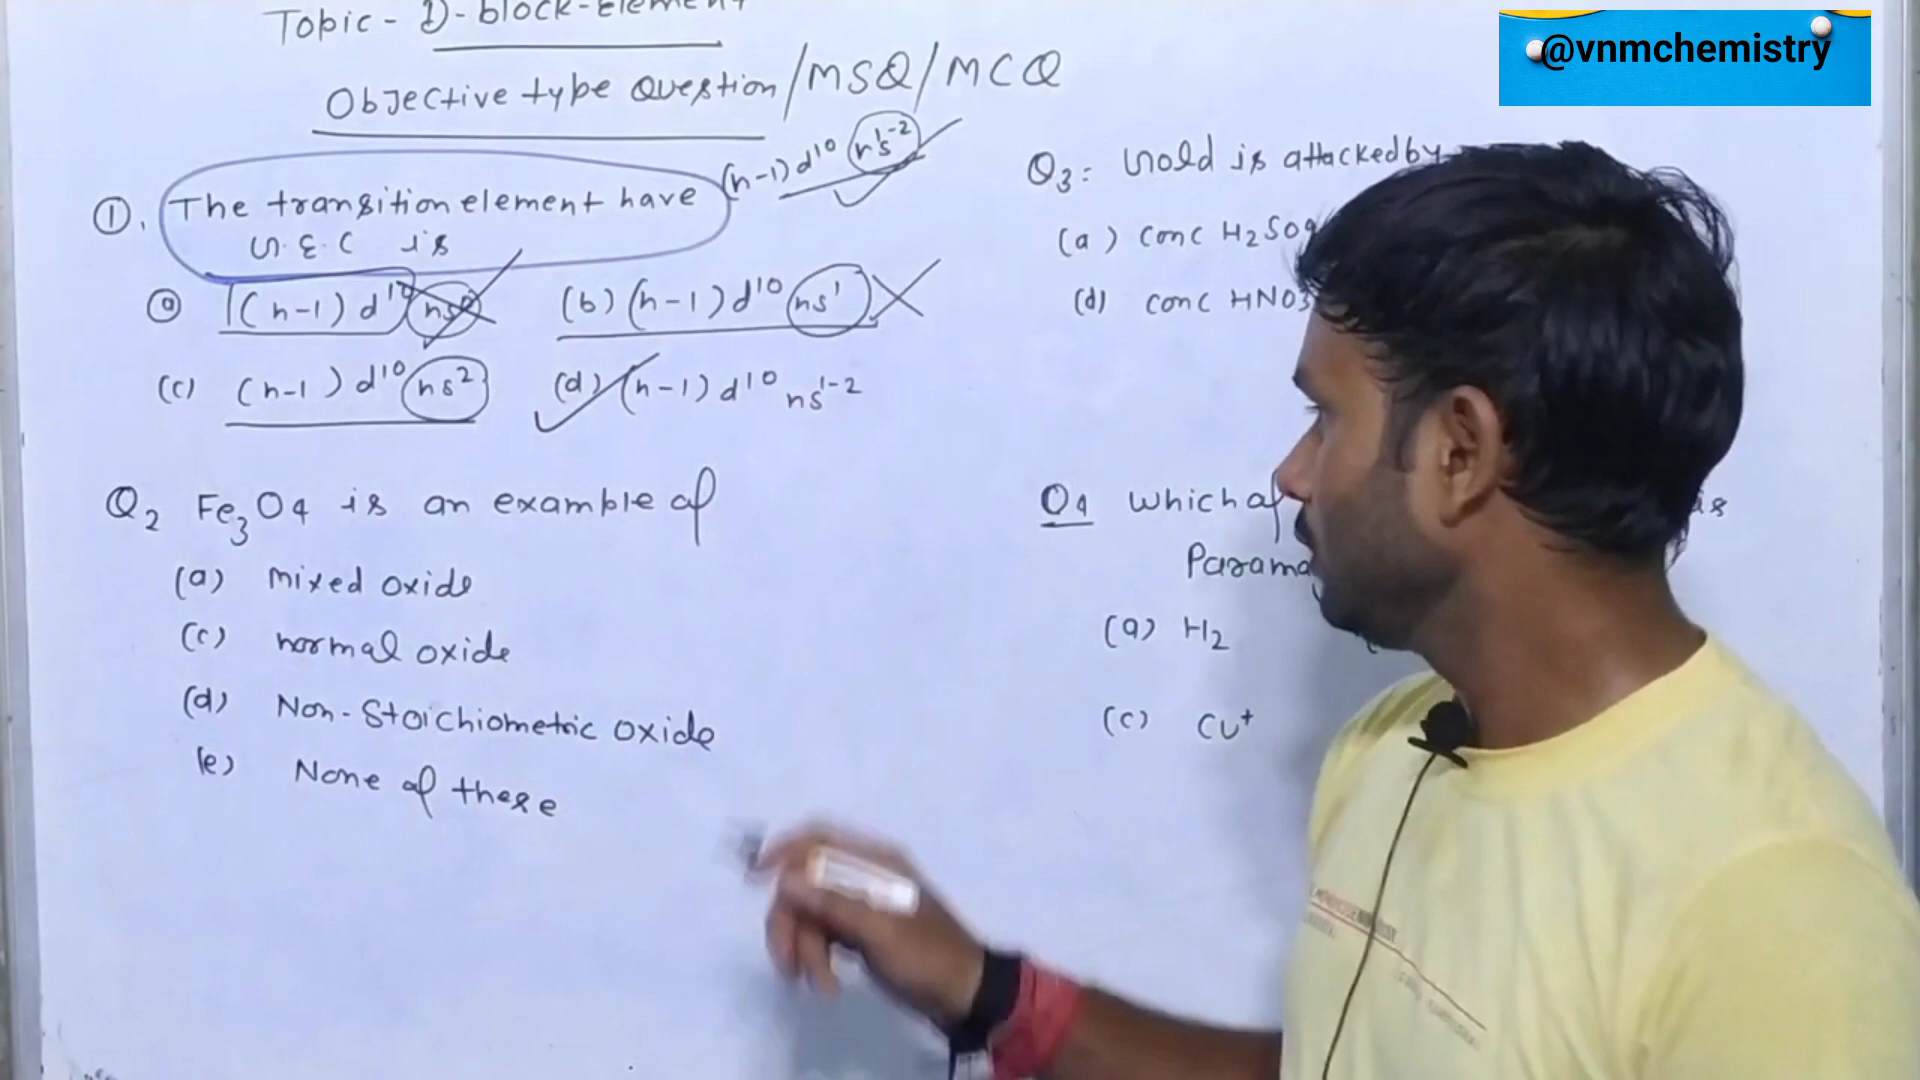 Topic - D-block-element
Objective type Question/MSQ/MCQ
@vnmchemistry
①. The transition element have (n-1)d¹⁰ ns¹⁻²
G.E.C is
(a) (n-1)d¹⁰ (b) (n-1)d¹⁰ ns¹
(c) (n-1)d¹⁰ ns² (d) (n-1)d¹⁰ ns¹⁻²
Q2 Fe3O4 is an example of
(a) mixed oxide
(c) normal oxide
(d) Non-Stoichiometric oxide
(e) None of these
Q3: Gold is attacked by
(a) conc H2SO4
(d) conc HNO3
Q4 which of is
(a) H2
(c) Cu⁺